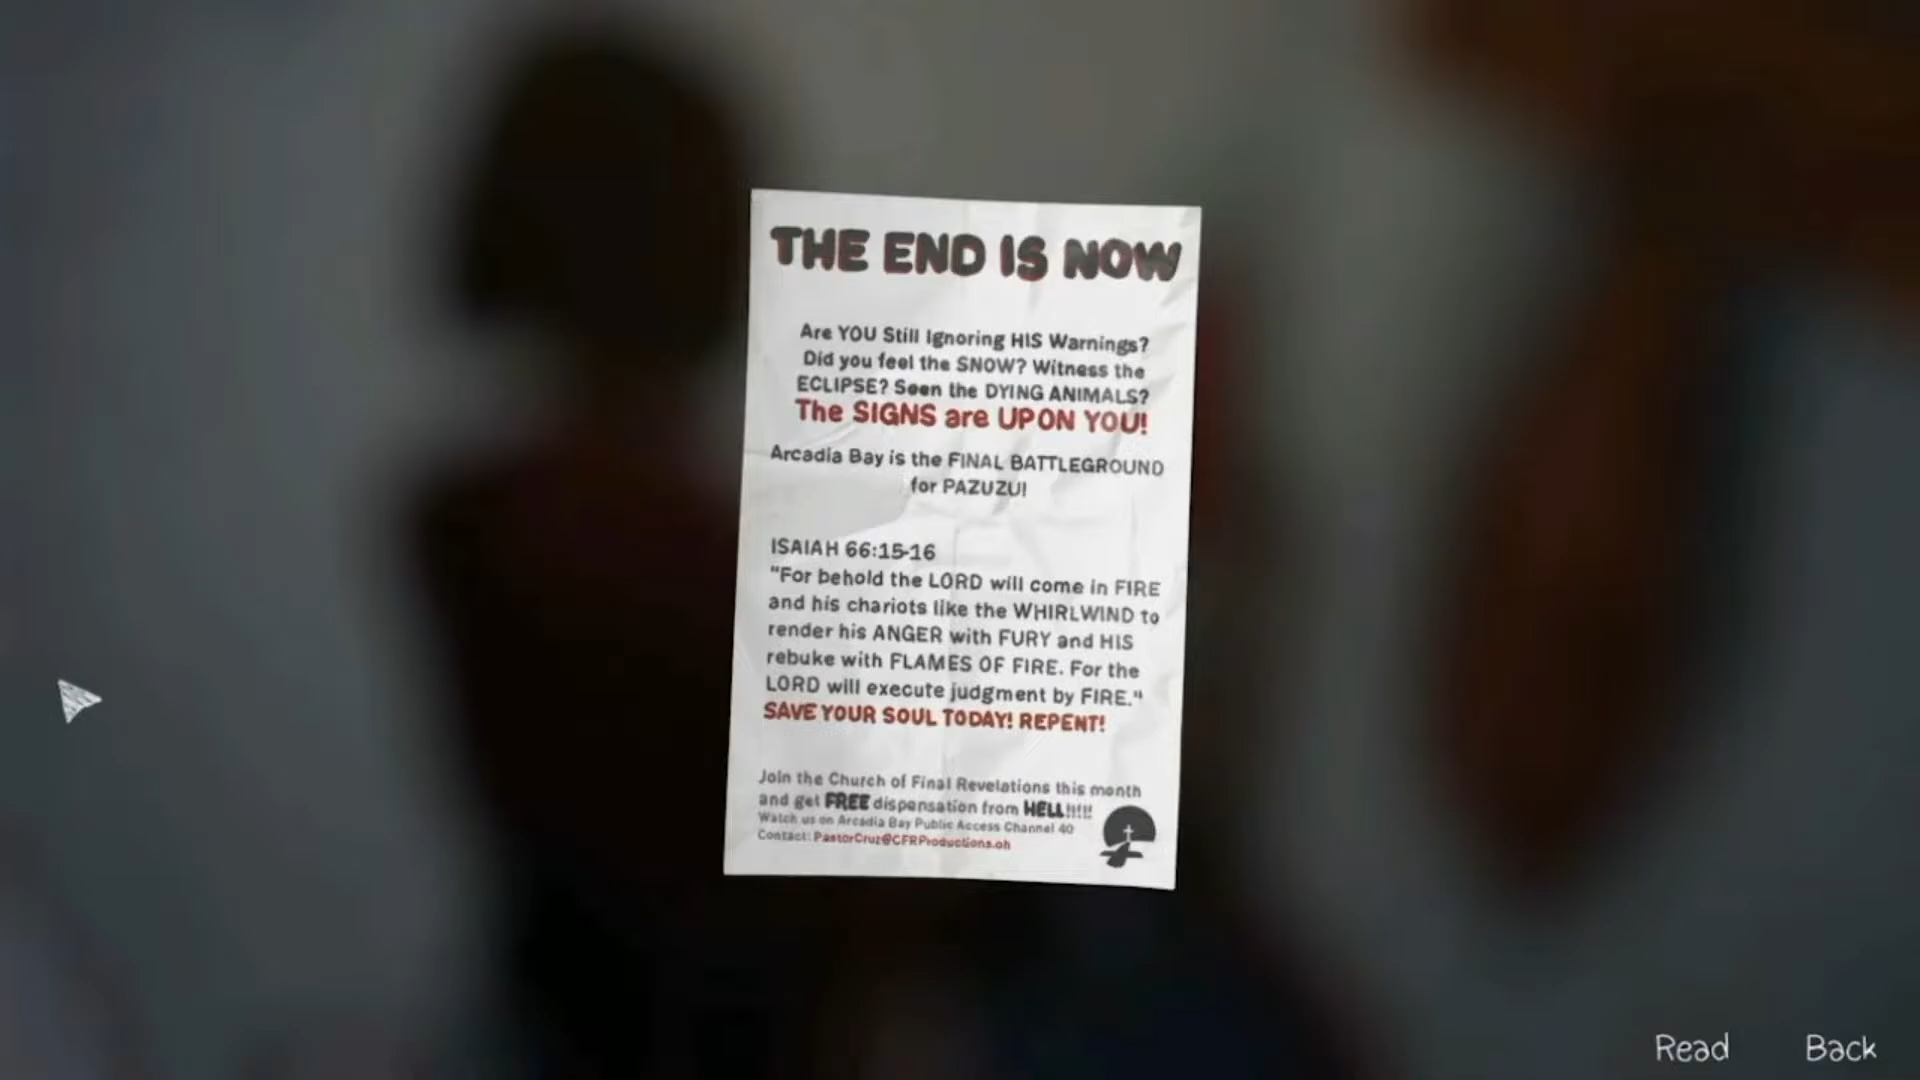 THE END IS NOW
Are YOU Still Ignoring HIS Warnings?
Did you feel the SNOW? Witness the
ECLIPSE? Seen the DYING ANIMALS?
The SIGNS are UPON YOU!
Arcadia Bay is the FINAL BATTLEGROUND
for PAZUZU!
ISAIAH 66:15-16
"For behold the LORD will come in FIRE
and his chariots like the WHIRLWIND to
render his ANGER with FURY and HIS
rebuke with FLAMES OF FIRE. For the
LORD will execute judgment by FIRE."
SAVE YOUR SOUL TODAY! REPENT!
Join the Church of Final Revelations this month
and get FREE dispensation from HELL!!!!!
Watch us on Arcadia Bay Public Access Channel 40
Contact: PastorCruz@CFRProductions.oh
Read Back